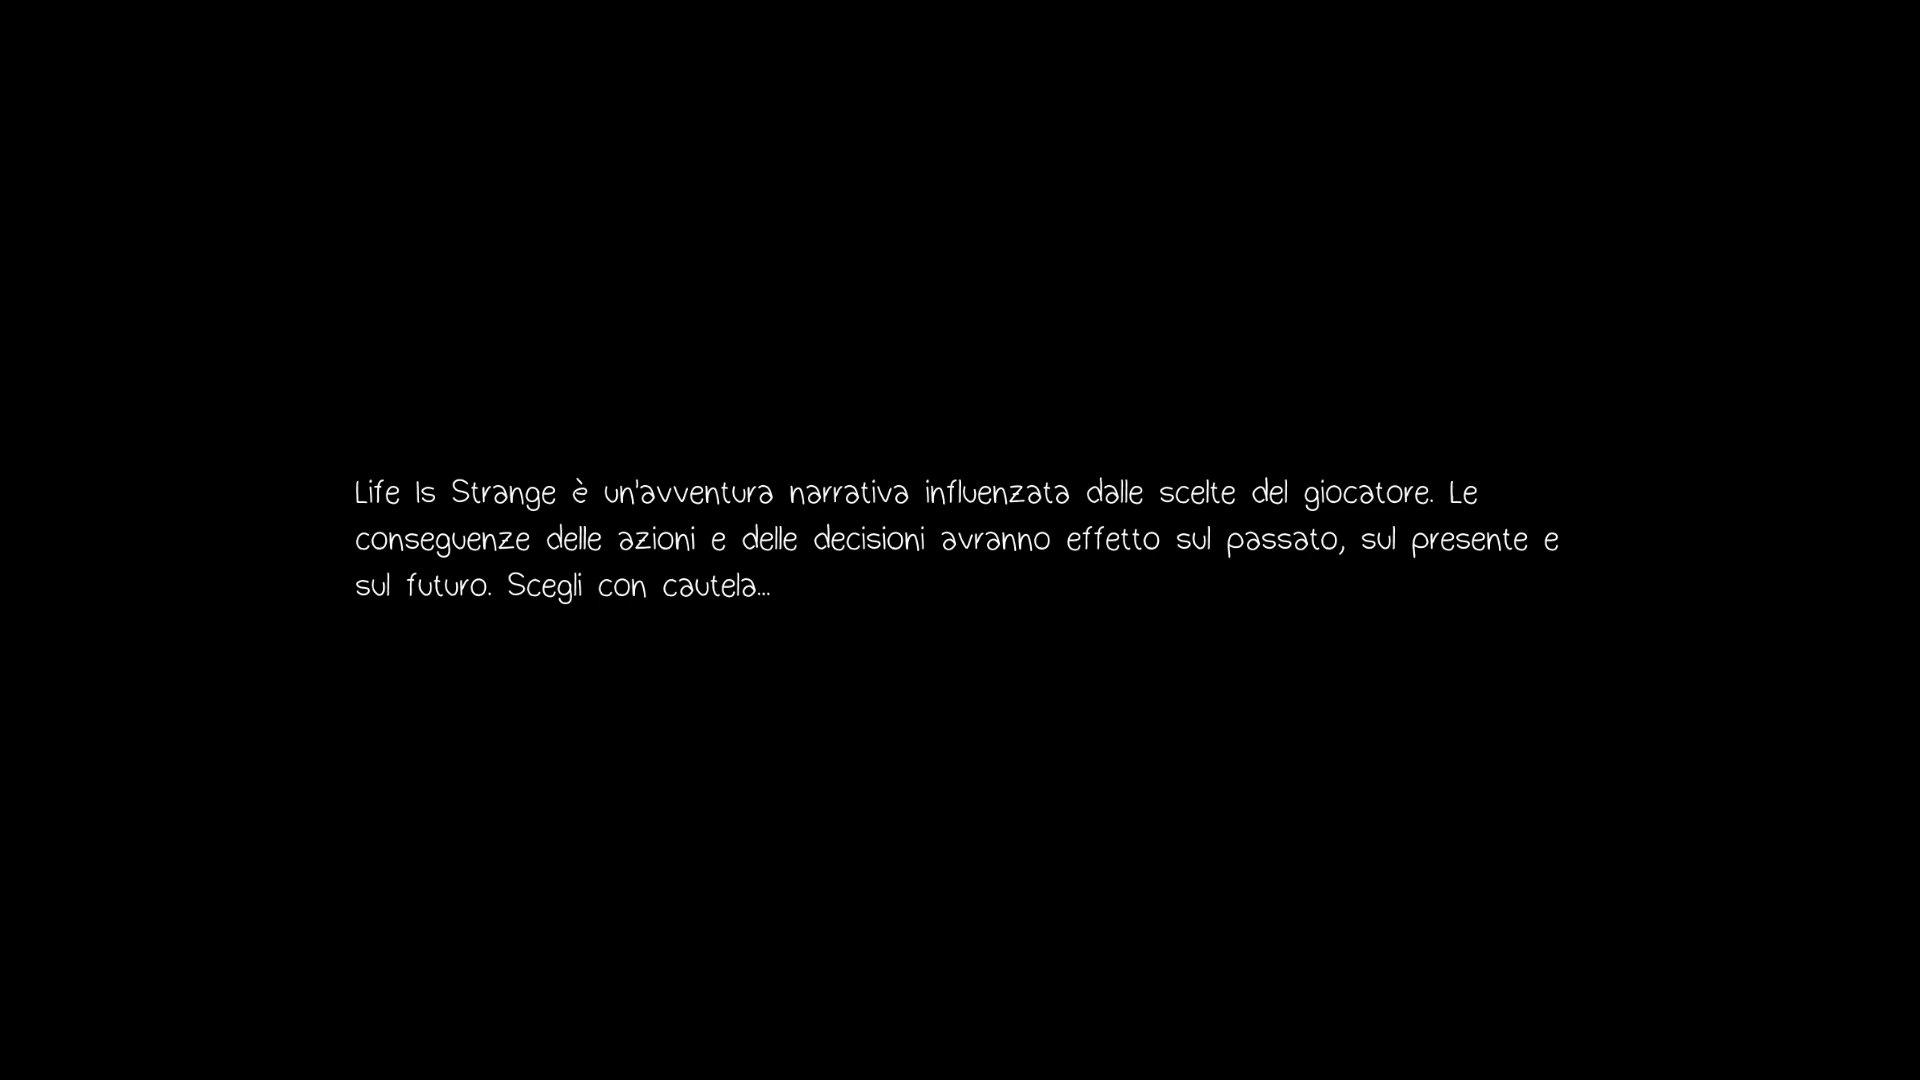 Life Is Strange è un'avventura narrativa influenzata dalle scelte del giocatore. Le
conseguenze delle azioni e delle decisioni avranno effetto sul passato, sul presente e
sul futuro. Scegli con cautela...